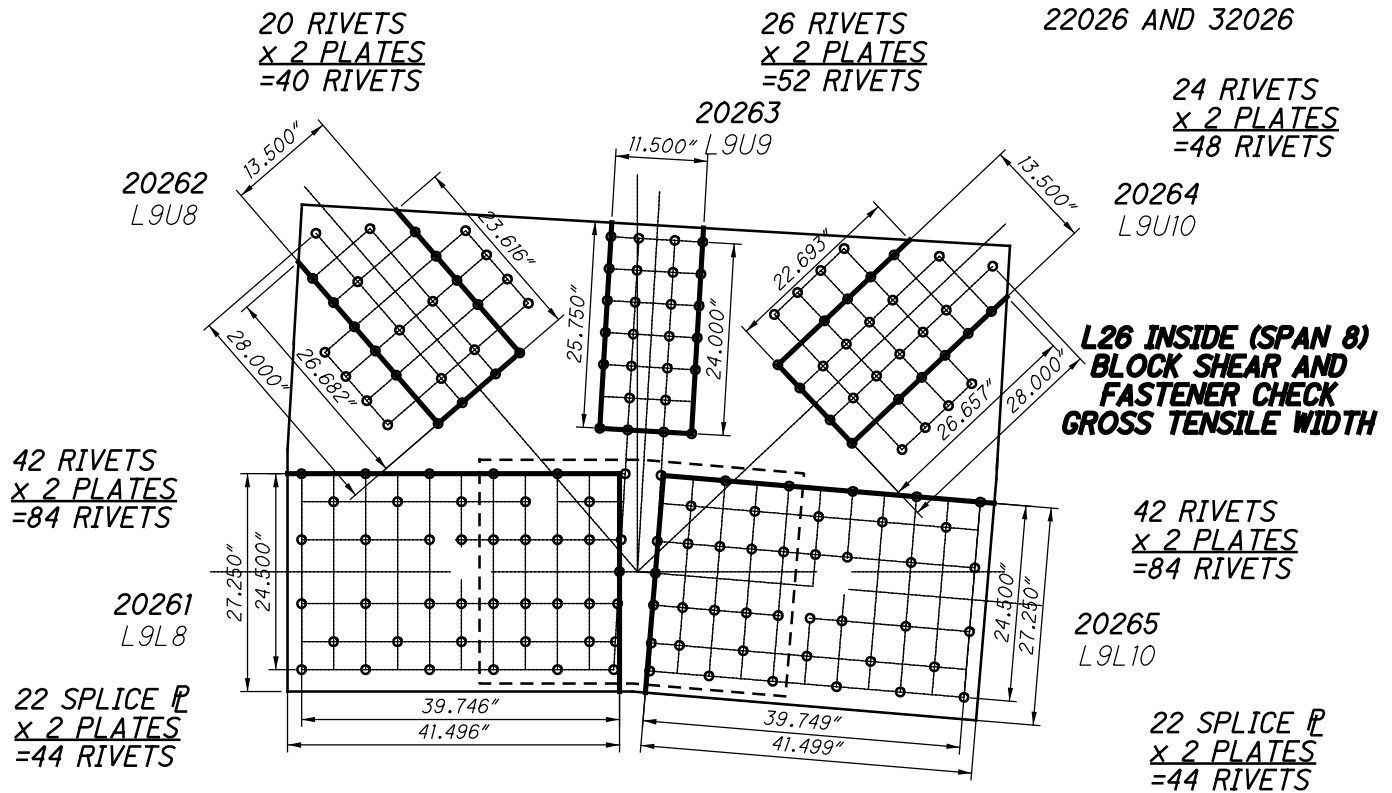 20 RIVETS
x 2 PLATES
=40 RIVETS
26 RIVETS
x 2 PLATES
=52 RIVETS
22026 AND 32026
24 RIVETS
x 2 PLATES
=48 RIVETS
20263
L9U9
11.500"
13.500"
13.500"
20262
L9U8
20264
L9U10
23.616"
22.693"
25.750"
24.000"
28.000"
26.682"
26.657"
28.000"
L26 INSIDE (SPAN 8)
BLOCK SHEAR AND
FASTENER CHECK
GROSS TENSILE WIDTH
42 RIVETS
x 2 PLATES
=84 RIVETS
42 RIVETS
x 2 PLATES
=84 RIVETS
27.250"
24.500"
24.500"
27.250"
20261
L9L8
20265
L9L10
22 SPLICE PL
x 2 PLATES
=44 RIVETS
39.746"
41.496"
39.749"
41.499"
22 SPLICE PL
x 2 PLATES
=44 RIVETS